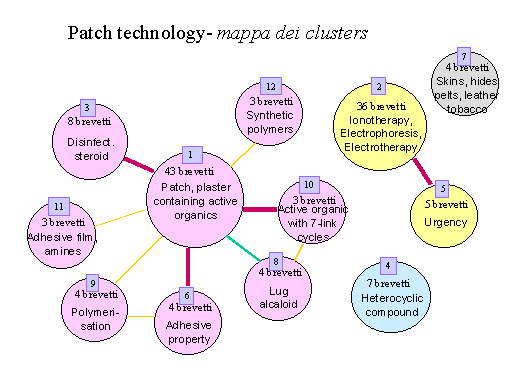 Patch technology- mappa dei clusters
7
4 brevetti
Skins, hides
pelts, leather
tobacco
12
3 brevetti
Synthetic
polymers
2
36 brevetti
Ionotherapy,
Electrophoresis,
Electrotherapy
3
8 brevetti
Disinfect.
steroid
1
43 brevetti
Patch, plaster
containing active
organics
10
3 brevetti
Active organic
with 7-link
cycles
5
5 brevetti
Urgency
11
3 brevetti
Adhesive film,
amines
8
4 brevetti
Lug
alcaloid
4
7 brevetti
Heterocyclic
compound
9
4 brevetti
Polymeri-
sation
6
4 brevetti
Adhesive
property